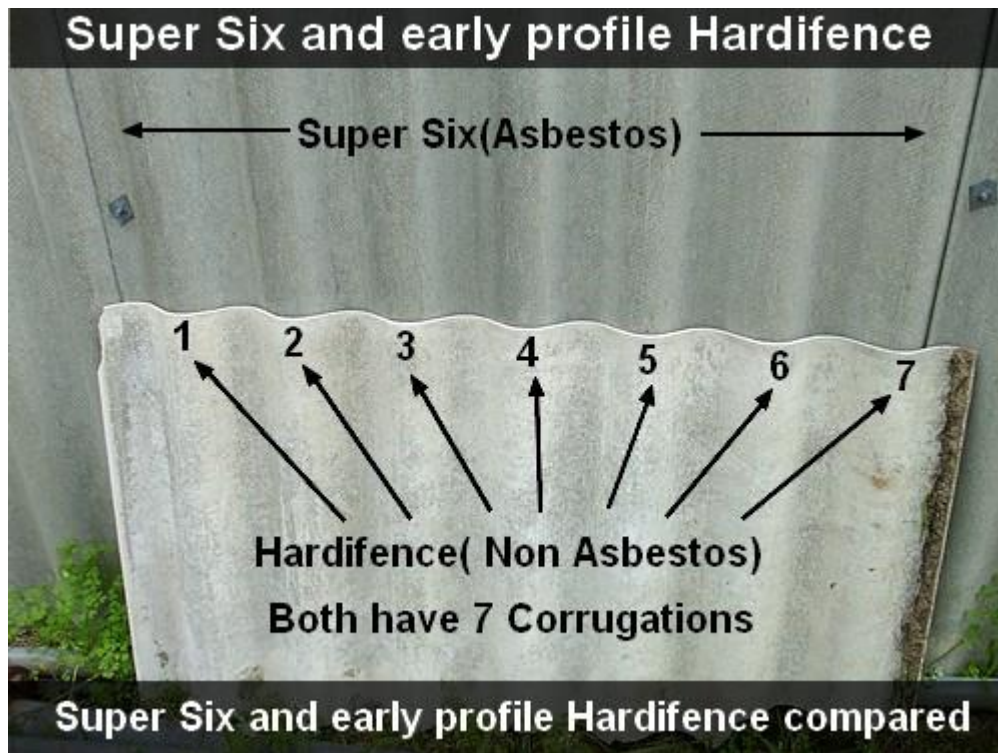 Super Six and early profile Hardifence
Super Six(Asbestos)
1 2 3 4 5 6 7
Hardifence( Non Asbestos)
Both have 7 Corrugations
Super Six and early profile Hardifence compared